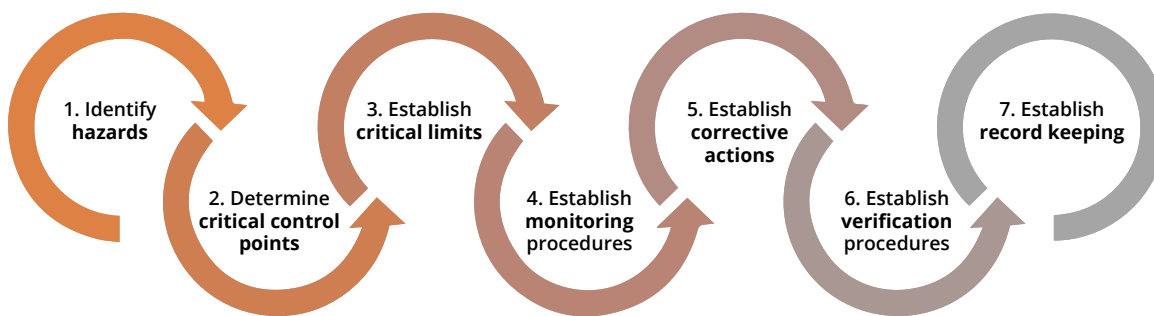 1. Identify
hazards
2. Determine
critical control
points
3. Establish
critical limits
4. Establish
monitoring
procedures
5. Establish
corrective
actions
6. Establish
verification
procedures
7. Establish
record keeping